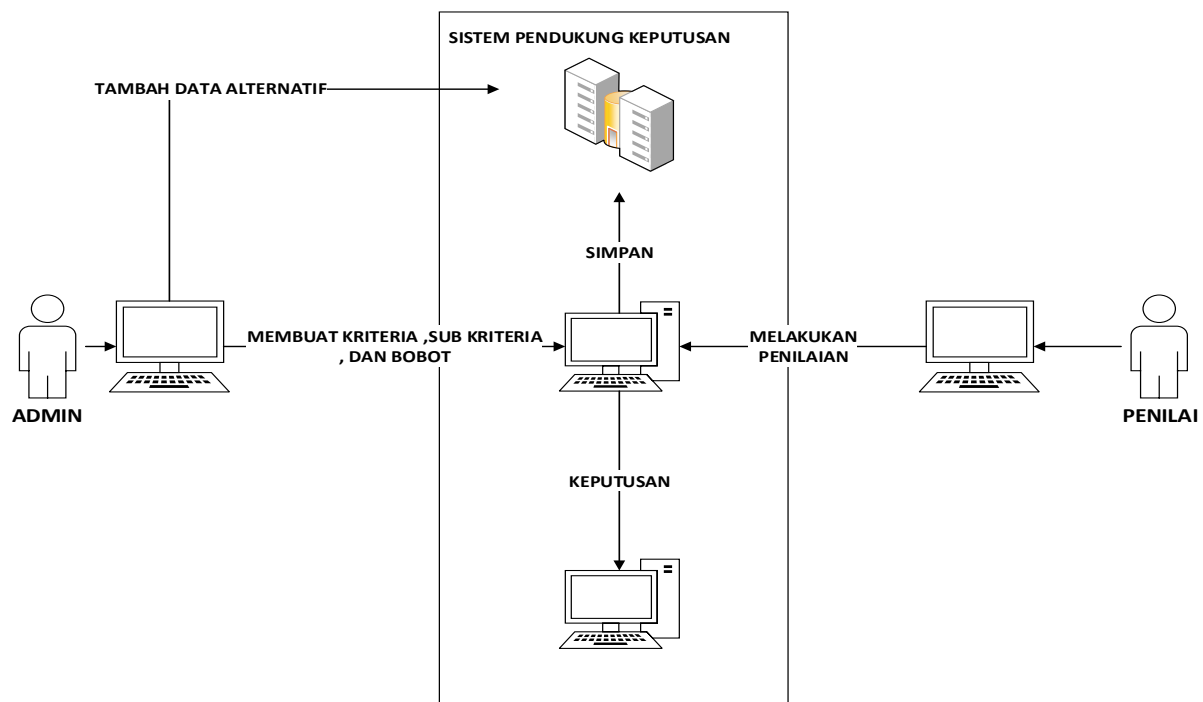 SISTEM PENDUKUNG KEPUTUSAN
TAMBAH DATA ALTERNATIF
SIMPAN
MEMBUAT KRITERIA ,SUB KRITERIA
, DAN BOBOT
MELAKUKAN
PENILAIAN
ADMIN
PENILAI
KEPUTUSAN